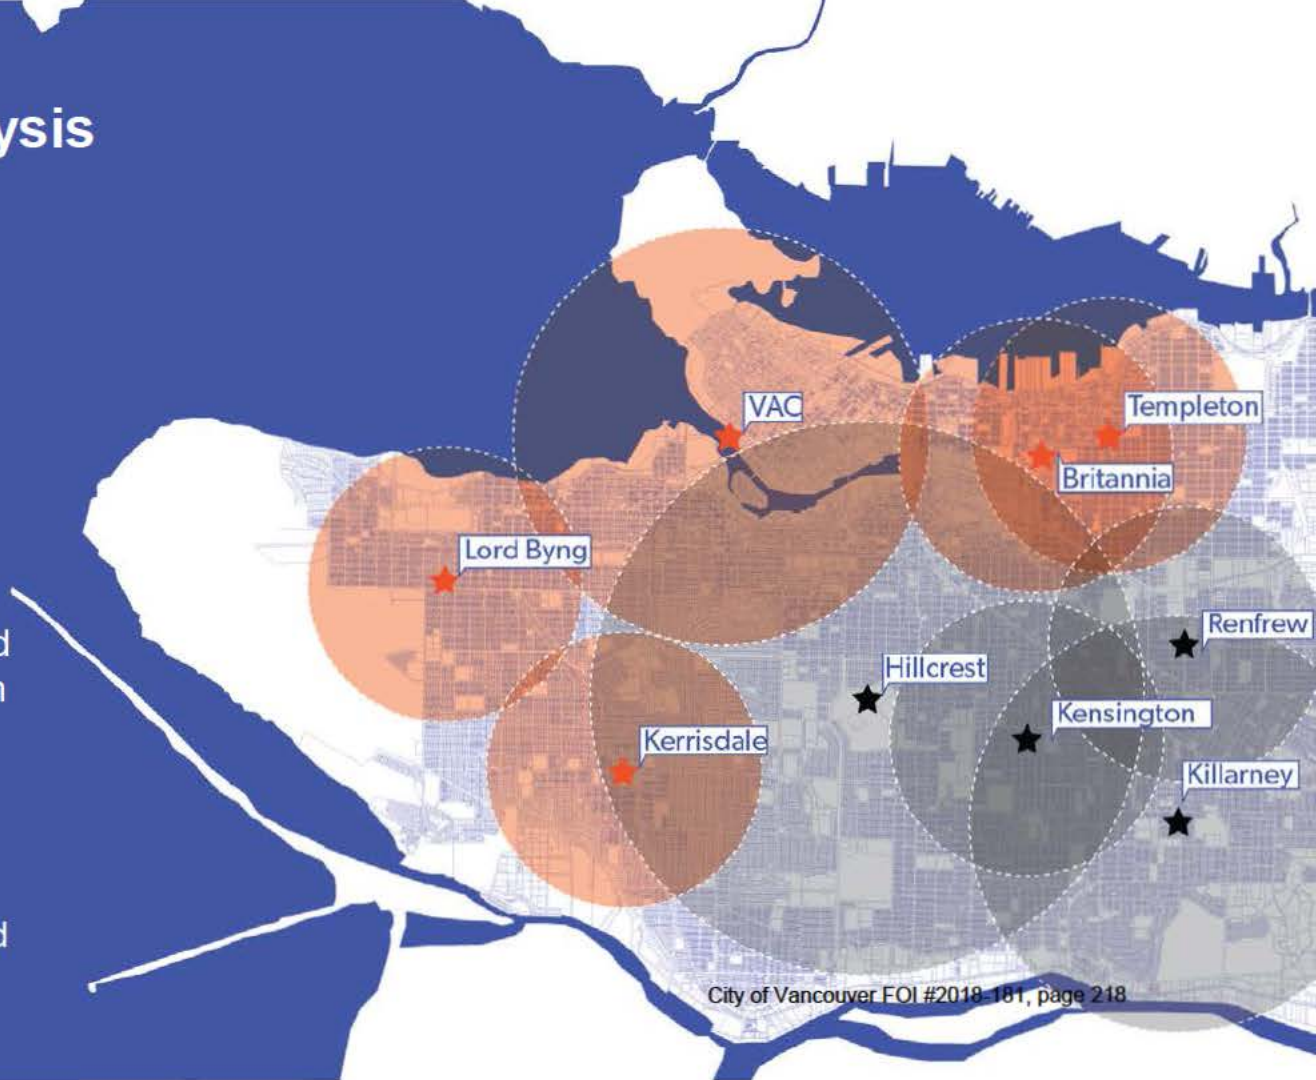 ysis
VAC
Templeton
Britannia
Lord Byng
Renfrew
Hillcrest
Kensington
Kerrisdale
Killarney
d
n
d
City of Vancouver FOI #2018-181, page 218